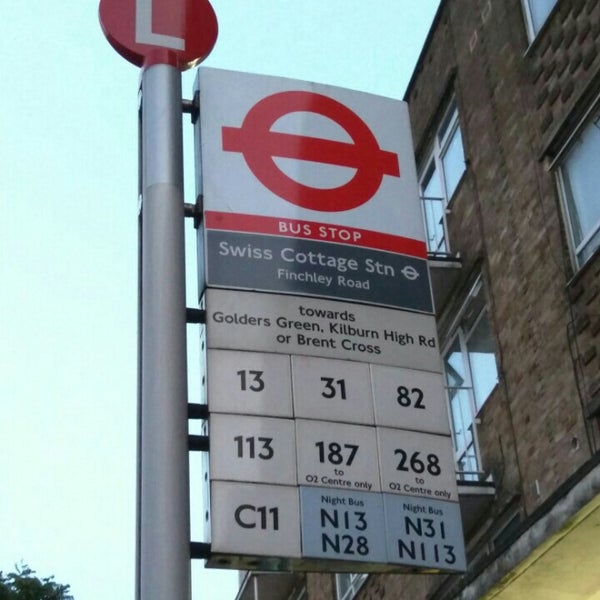 L
BUS STOP
Swiss Cottage Stn
Finchley Road
towards
Golders Green, Kilburn High Rd
or Brent Cross
13 31 82
113 187 268
to to
O2 Centre only O2 Centre only
C11
Night Bus Night Bus
N13 N31
N28 N113